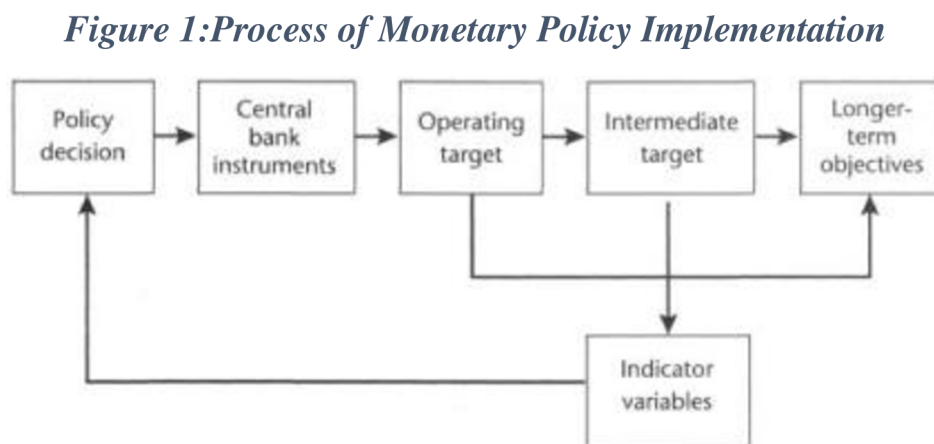 Figure 1:Process of Monetary Policy Implementation
Policy
decision
Central
bank
instruments
Operating
target
Intermediate
target
Longer-
term
objectives
Indicator
variables